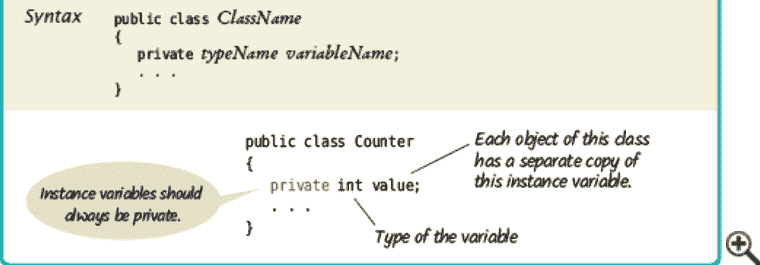 Syntax public class ClassName
{
private typeName variableName;
. . .
}
public class Counter
{
private int value;
. . .
}
Each object of this class
has a separate copy of
this instance variable.
Instance variables should
always be private.
Type of the variable